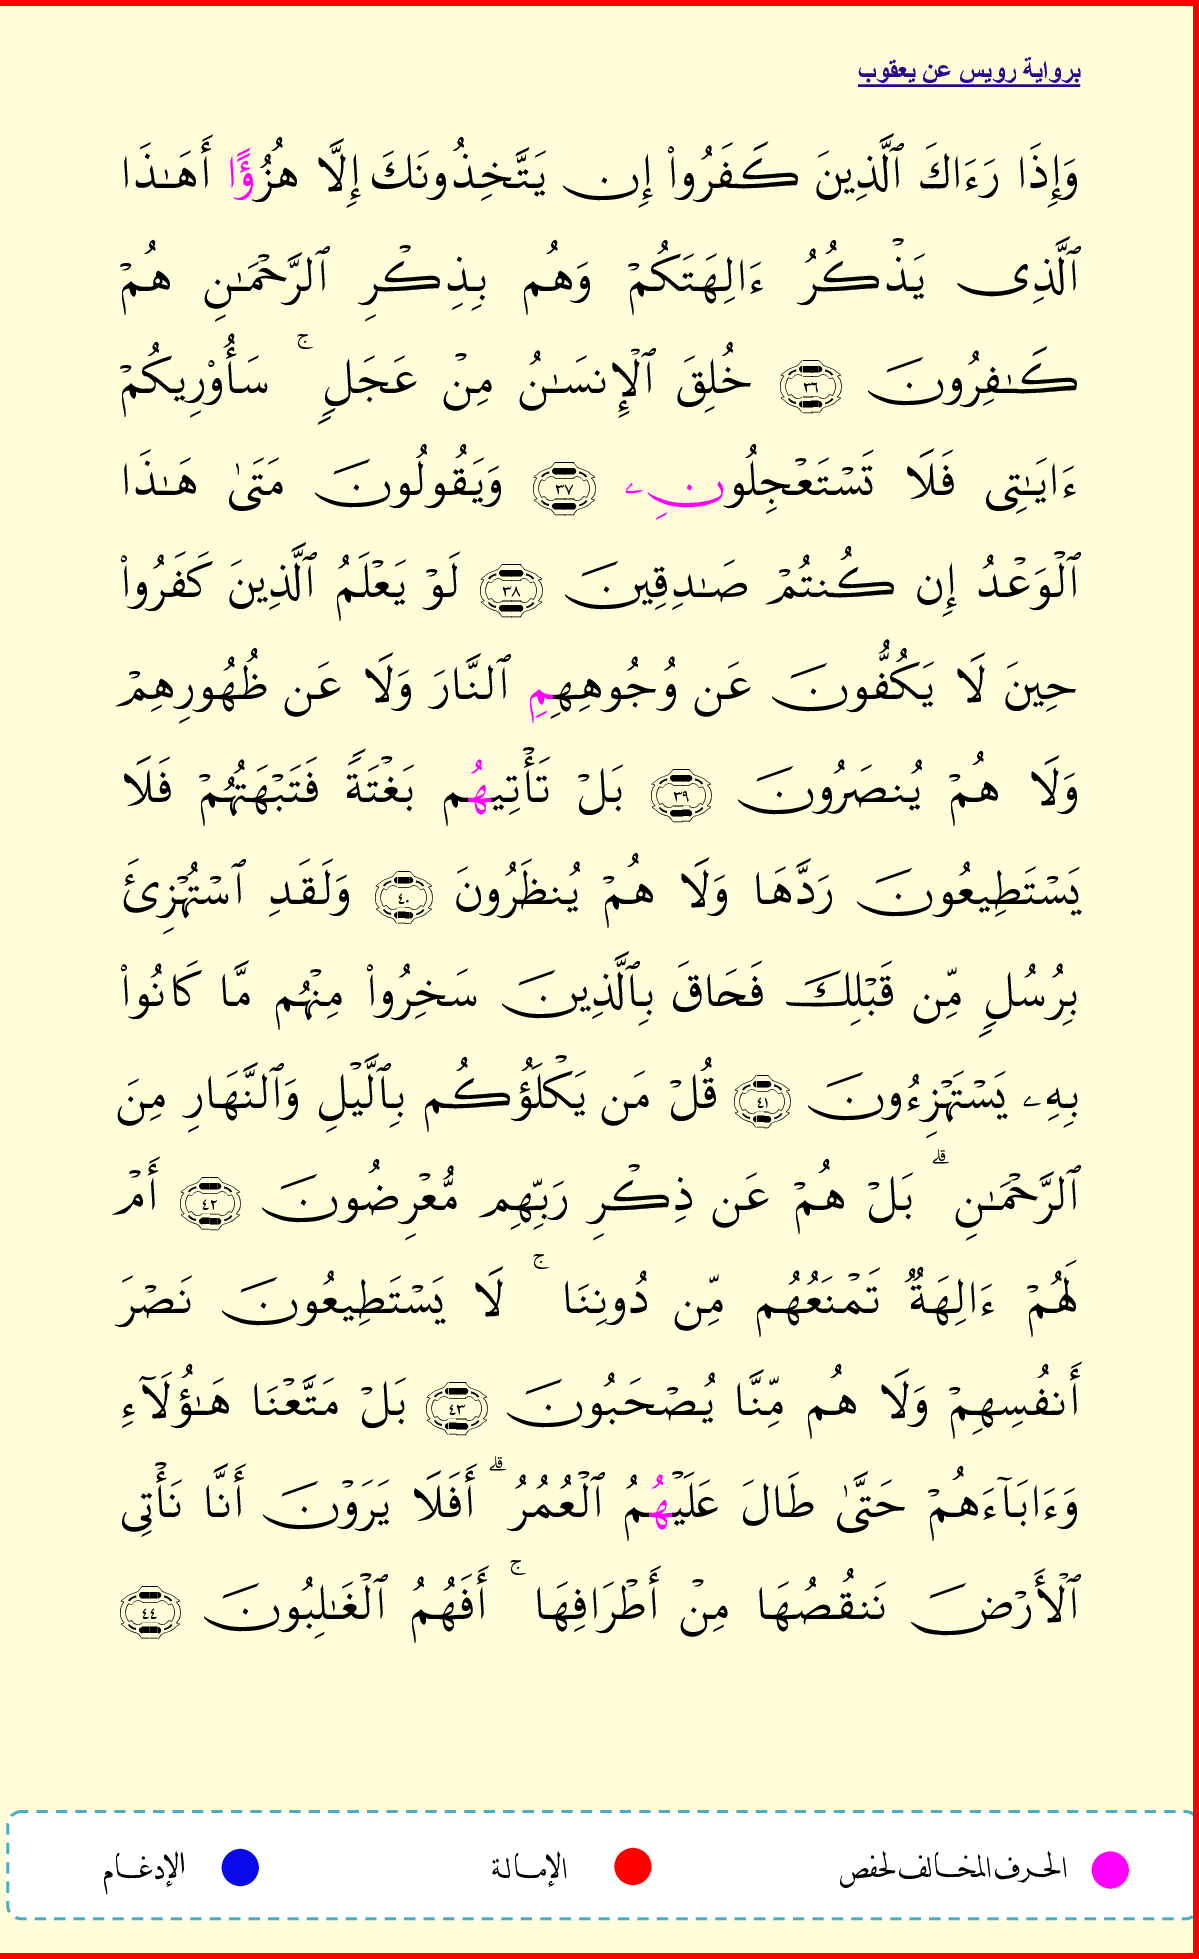 برواية رويس عن يعقوب
وَإِذَا رَءَاكَ ٱلَّذِينَ كَفَرُوا۟ إِن يَتَّخِذُونَكَ إِلَّا هُزُؤًا أَهَـٰذَا
ٱلَّذِى يَذْكُرُ ءَالِهَتَكُمْ وَهُم بِذِكْرِ ٱلرَّحْمَـٰنِ هُمْ
كَـٰفِرُونَ ٣٦ خُلِقَ ٱلْإِنسَـٰنُ مِنْ عَجَلٍ ۚ سَأُو۟رِيكُمْ
ءَايَـٰتِى فَلَا تَسْتَعْجِلُونِۦ ٣٧ وَيَقُولُونَ مَتَىٰ هَـٰذَا
ٱلْوَعْدُ إِن كُنتُمْ صَـٰدِقِينَ ٣٨ لَوْ يَعْلَمُ ٱلَّذِينَ كَفَرُوا۟
حِينَ لَا يَكُفُّونَ عَن وُجُوهِهِمِ ٱلنَّارَ وَلَا عَن ظُهُورِهِمْ
وَلَا هُمْ يُنصَرُونَ ٣٩ بَلْ تَأْتِيهُم بَغْتَةً فَتَبْهَتُهُمْ فَلَا
يَسْتَطِيعُونَ رَدَّهَا وَلَا هُمْ يُنظَرُونَ ٤٠ وَلَقَدِ ٱسْتُهْزِئَ
بِرُسُلٍ مِّن قَبْلِكَ فَحَاقَ بِٱلَّذِينَ سَخِرُوا۟ مِنْهُم مَّا كَانُوا۟
بِهِۦ يَسْتَهْزِءُونَ ٤١ قُلْ مَن يَكْلَؤُكُم بِٱلَّيْلِ وَٱلنَّهَارِ مِنَ
ٱلرَّحْمَـٰنِ ۗ بَلْ هُمْ عَن ذِكْرِ رَبِّهِم مُّعْرِضُونَ ٤٢ أَمْ
لَهُمْ ءَالِهَةٌ تَمْنَعُهُم مِّن دُونِنَا ۚ لَا يَسْتَطِيعُونَ نَصْرَ
أَنفُسِهِمْ وَلَا هُم مِّنَّا يُصْحَبُونَ ٤٣ بَلْ مَتَّعْنَا هَـٰؤُلَآءِ
وَءَابَآءَهُمْ حَتَّىٰ طَالَ عَلَيْهُمُ ٱلْعُمُرُ ۗ أَفَلَا يَرَوْنَ أَنَّا نَأْتِى
ٱلْأَرْضَ نَنقُصُهَا مِنْ أَطْرَافِهَا ۚ أَفَهُمُ ٱلْغَـٰلِبُونَ ٤٤
الحرف المخالف لحفص الإمالة الإدغام